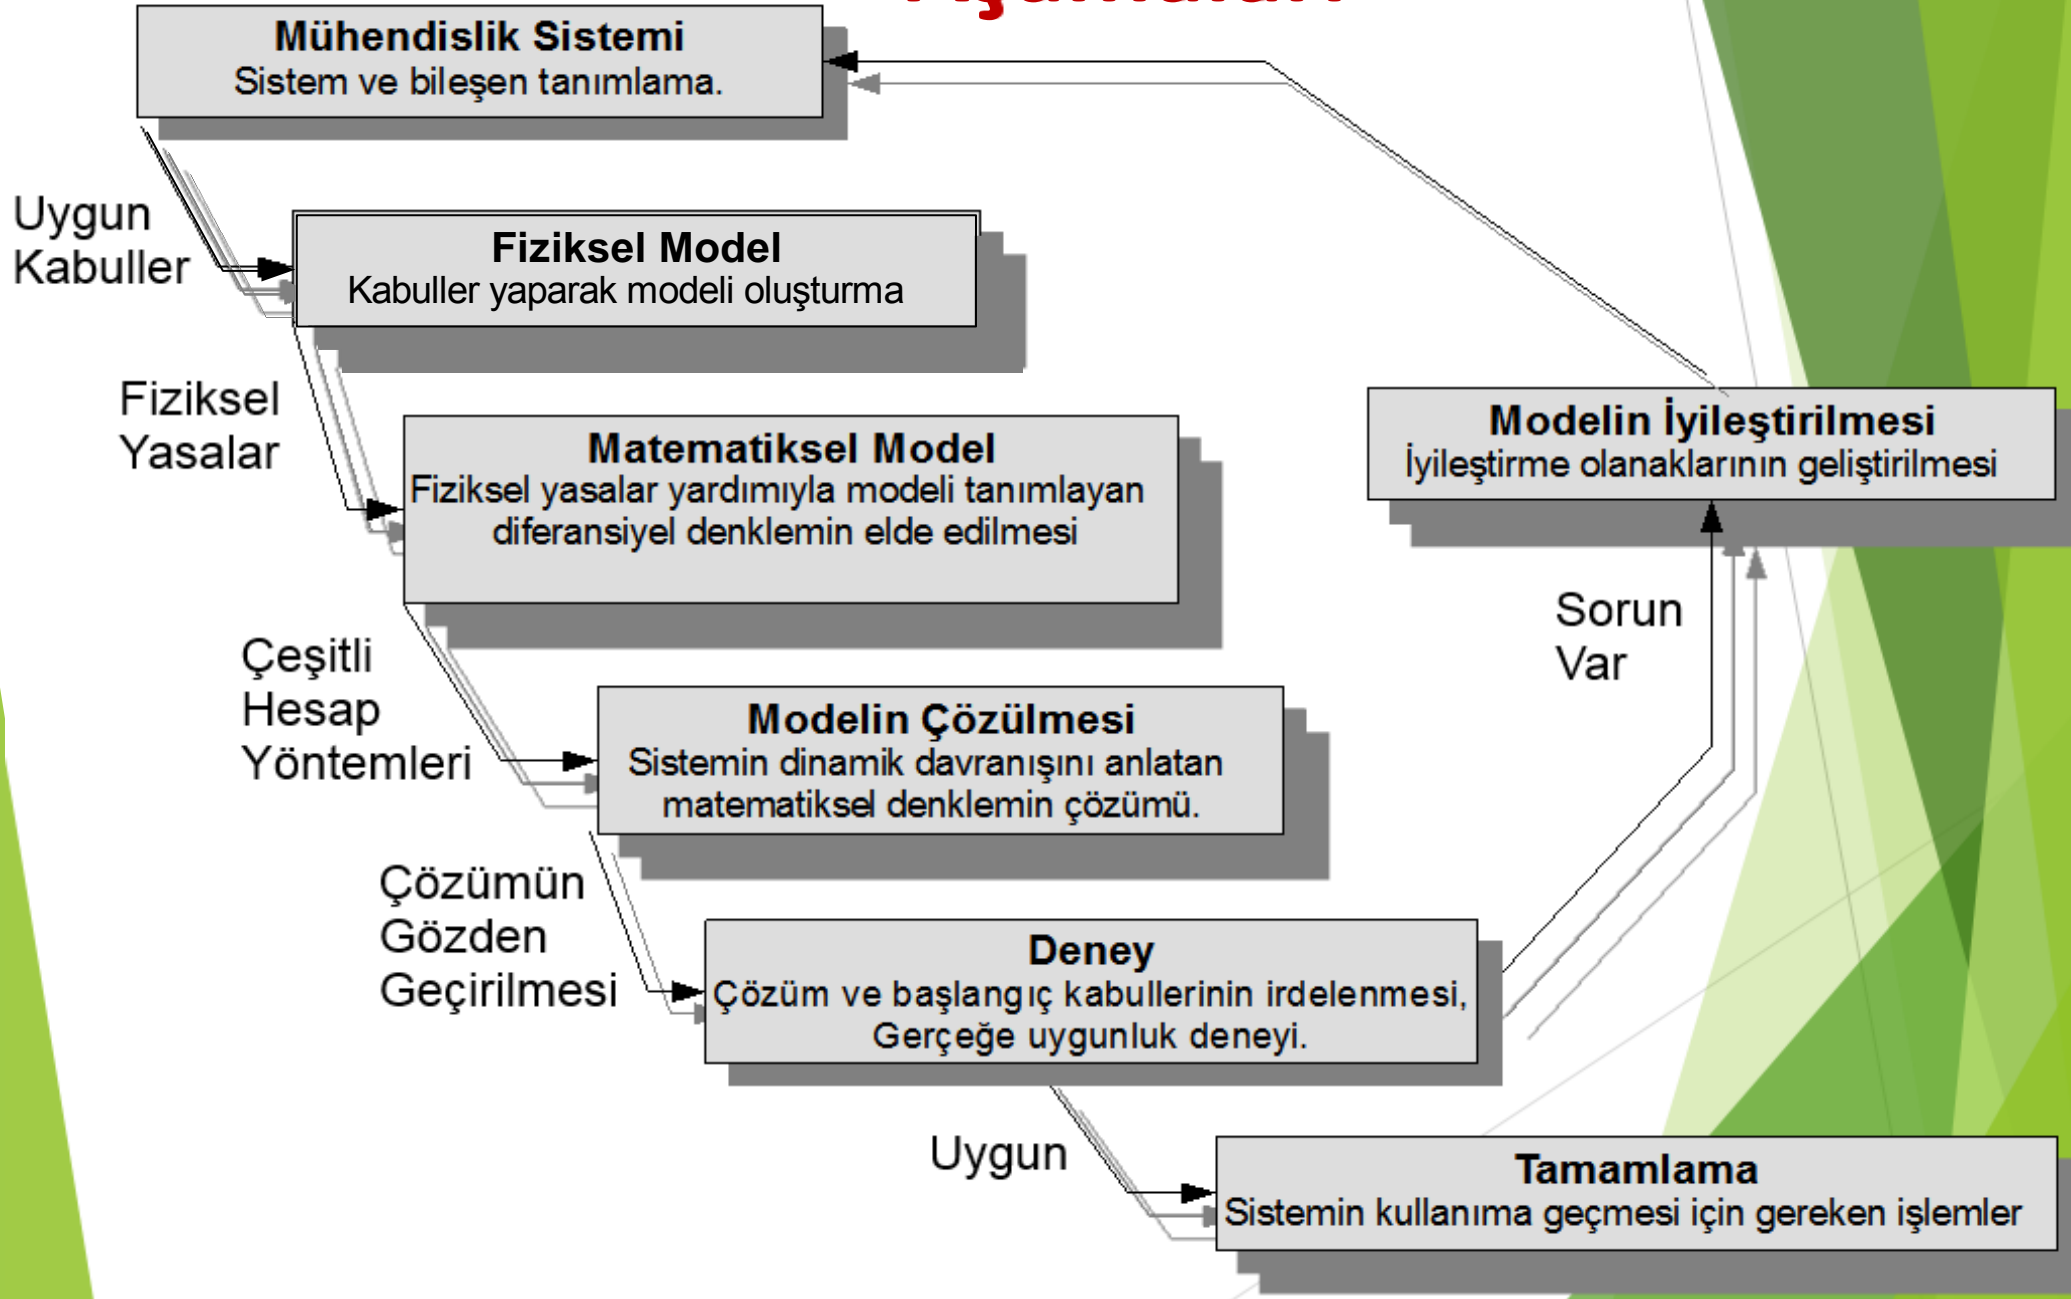 Mühendislik Sistemi
Sistem ve bileşen tanımlama.
Uygun
Kabuller
Fiziksel Model
Kabuller yaparak modeli oluşturma
Fiziksel
Yasalar
Matematiksel Model
Fiziksel yasalar yardımıyla modeli tanımlayan
diferansiyel denklemin elde edilmesi
Modelin İyileştirilmesi
İyileştirme olanaklarının geliştirilmesi
Sorun
Var
Çeşitli
Hesap
Yöntemleri
Modelin Çözülmesi
Sistemin dinamik davranışını anlatan
matematiksel denklemin çözümü.
Çözümün
Gözden
Geçirilmesi
Deney
Çözüm ve başlangıç kabullerinin irdelenmesi,
Gerçeğe uygunluk deneyi.
Uygun
Tamamlama
Sistemin kullanıma geçmesi için gereken işlemler